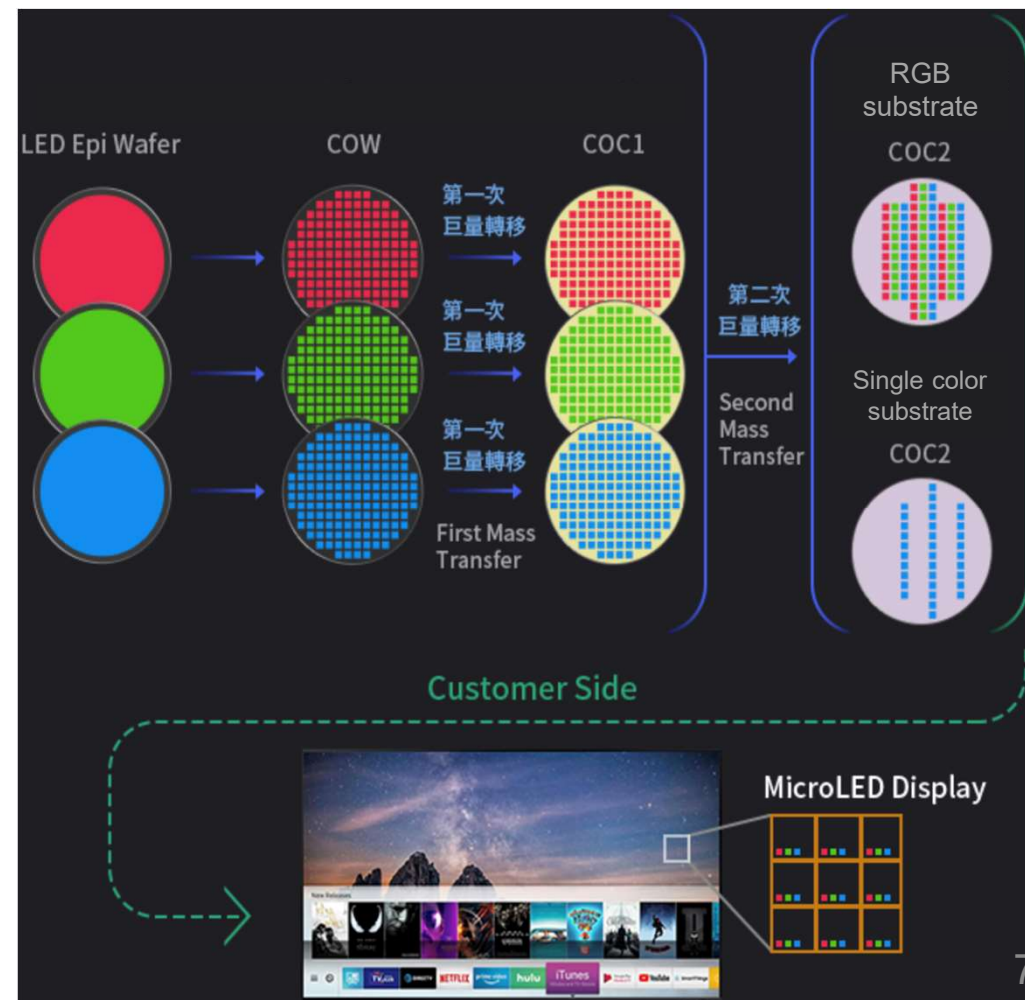 RGB
substrate
LED Epi Wafer
COW
COC1
COC2
第一次
巨量轉移
第一次
巨量轉移
第二次
巨量轉移
Single color
substrate
Second
Mass
Transfer
COC2
第一次
巨量轉移
First Mass
Transfer
Customer Side
MicroLED Display
New Releases
NETFLIX
prime video
hulu
iTunes
YouTube
7